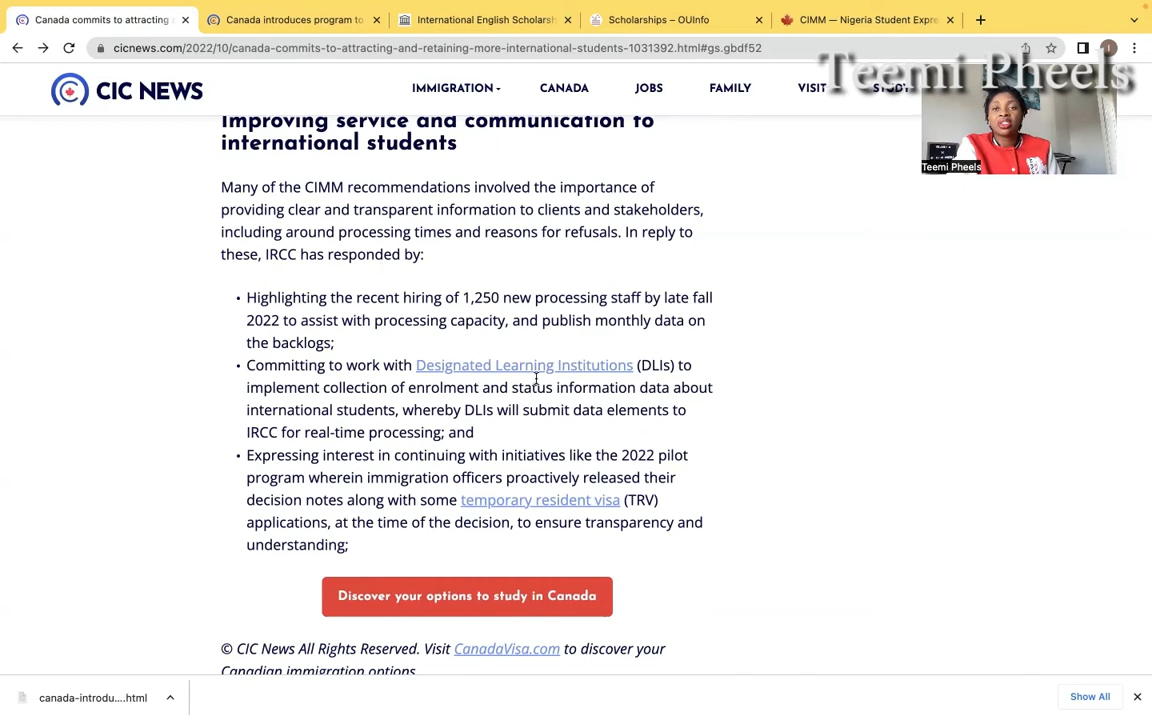 Canada commits to attracting
Canada introduces program to
International English Scholarsh
Scholarships – OUInfo
CIMM – Nigeria Student Expre
cicnews.com/2022/10/canada-commits-to-attracting-and-retaining-more-international-students-1031392.html#gs.gbdf52
Teemi Pheels
CIC NEWS
IMMIGRATION
CANADA
JOBS
FAMILY
VISIT
STUDY
Teemi Pheels
Improving service and communication to
international students
Many of the CIMM recommendations involved the importance of
providing clear and transparent information to clients and stakeholders,
including around processing times and reasons for refusals. In reply to
these, IRCC has responded by:
• Highlighting the recent hiring of 1,250 new processing staff by late fall
2022 to assist with processing capacity, and publish monthly data on
the backlogs;
• Committing to work with Designated Learning Institutions (DLIs) to
implement collection of enrolment and status information data about
international students, whereby DLIs will submit data elements to
IRCC for real-time processing; and
• Expressing interest in continuing with initiatives like the 2022 pilot
program wherein immigration officers proactively released their
decision notes along with some temporary resident visa (TRV)
applications, at the time of the decision, to ensure transparency and
understanding;
Discover your options to study in Canada
© CIC News All Rights Reserved. Visit CanadaVisa.com to discover your
Canadian immigration options.
canada-introdu....html
Show All